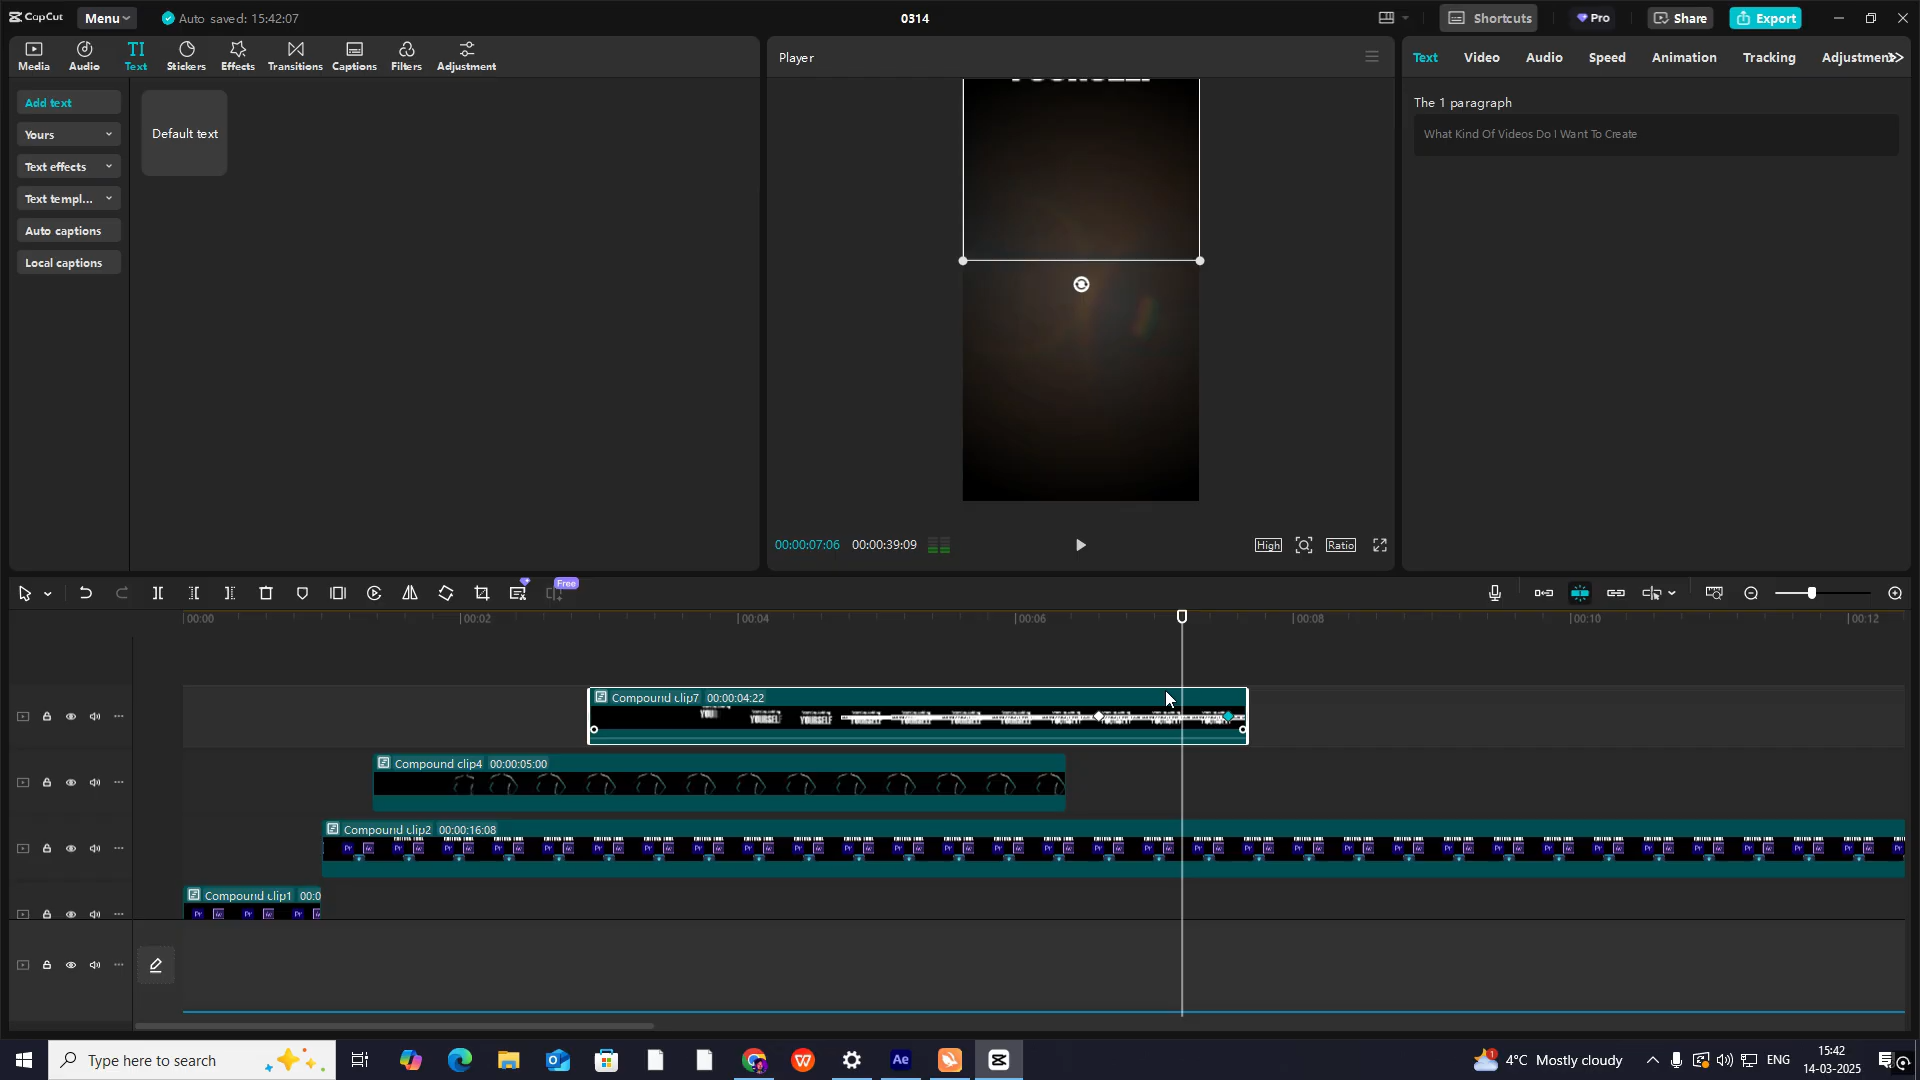 CapCut
Menu
Auto saved: 15:42:07
0314
Shortcuts
Pro
Share
Export
Media
Audio
Text
Stickers
Effects
Transitions
Captions
Filters
Adjustment
Add text
Yours
Text effects
Text templ...
Auto captions
Local captions
Default text
Player
YOURSELF
00:00:07:06
00:00:39:09
High
Ratio
Text
Video
Audio
Speed
Animation
Tracking
Adjustment
The 1 paragraph
What Kind Of Videos Do I Want To Create
Free
00:00
00:02
00:04
00:06
00:08
00:10
00:12
Compound clip7 00:00:04:22
Compound clip4 00:00:05:00
Compound clip2 00:00:16:08
Compound clip1 00:0
Type here to search
Ae
4°C Mostly cloudy
ENG
15:42
14-03-2025